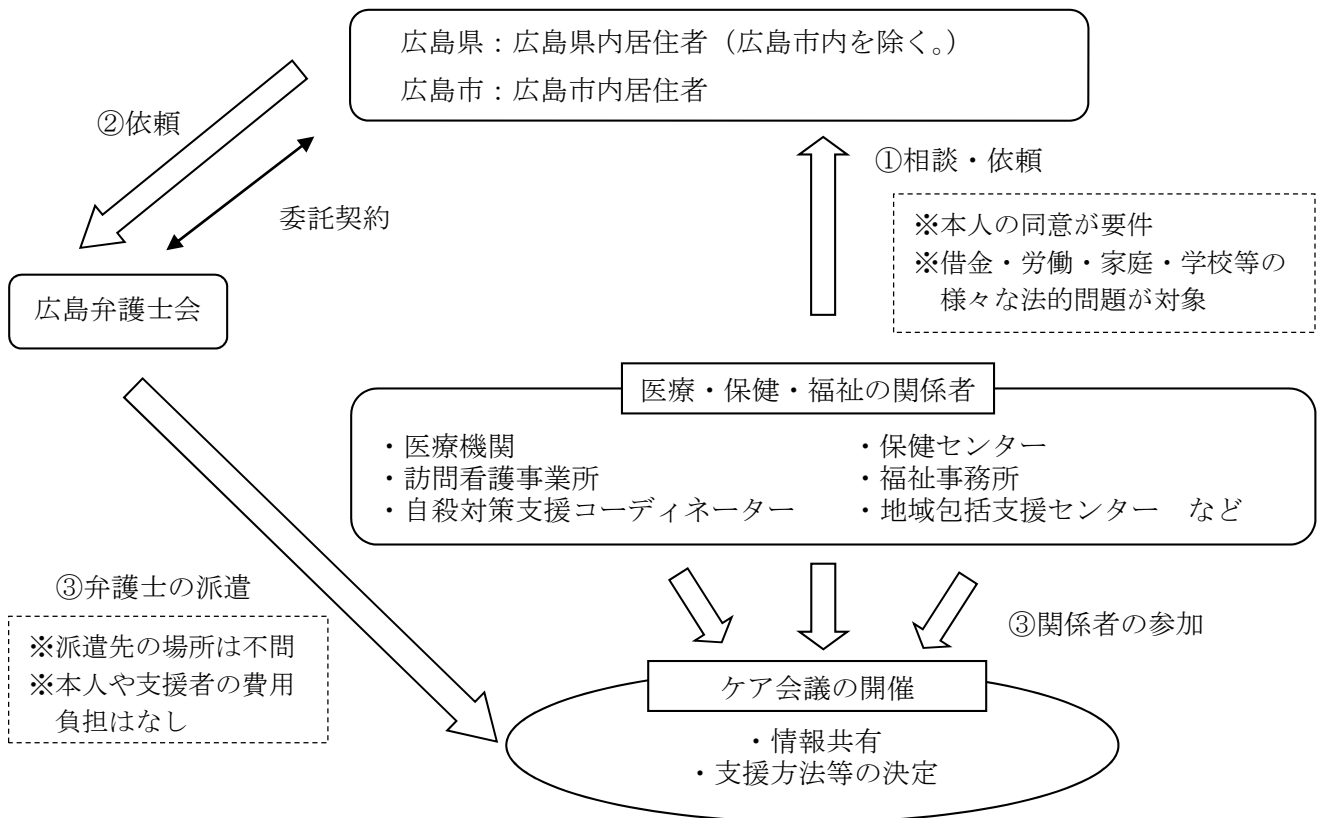 広島県：広島県内居住者（広島市内を除く。）
広島市：広島市内居住者
②依頼
委託契約
①相談・依頼
※本人の同意が要件
※借金・労働・家庭・学校等の
様々な法的問題が対象
広島弁護士会
医療・保健・福祉の関係者
・医療機関
・訪問看護事業所
・自殺対策支援コーディネーター
・保健センター
・福祉事務所
・地域包括支援センター　など
③弁護士の派遣
※派遣先の場所は不問
※本人や支援者の費用
負担はなし
③関係者の参加
ケア会議の開催
・情報共有
・支援方法等の決定